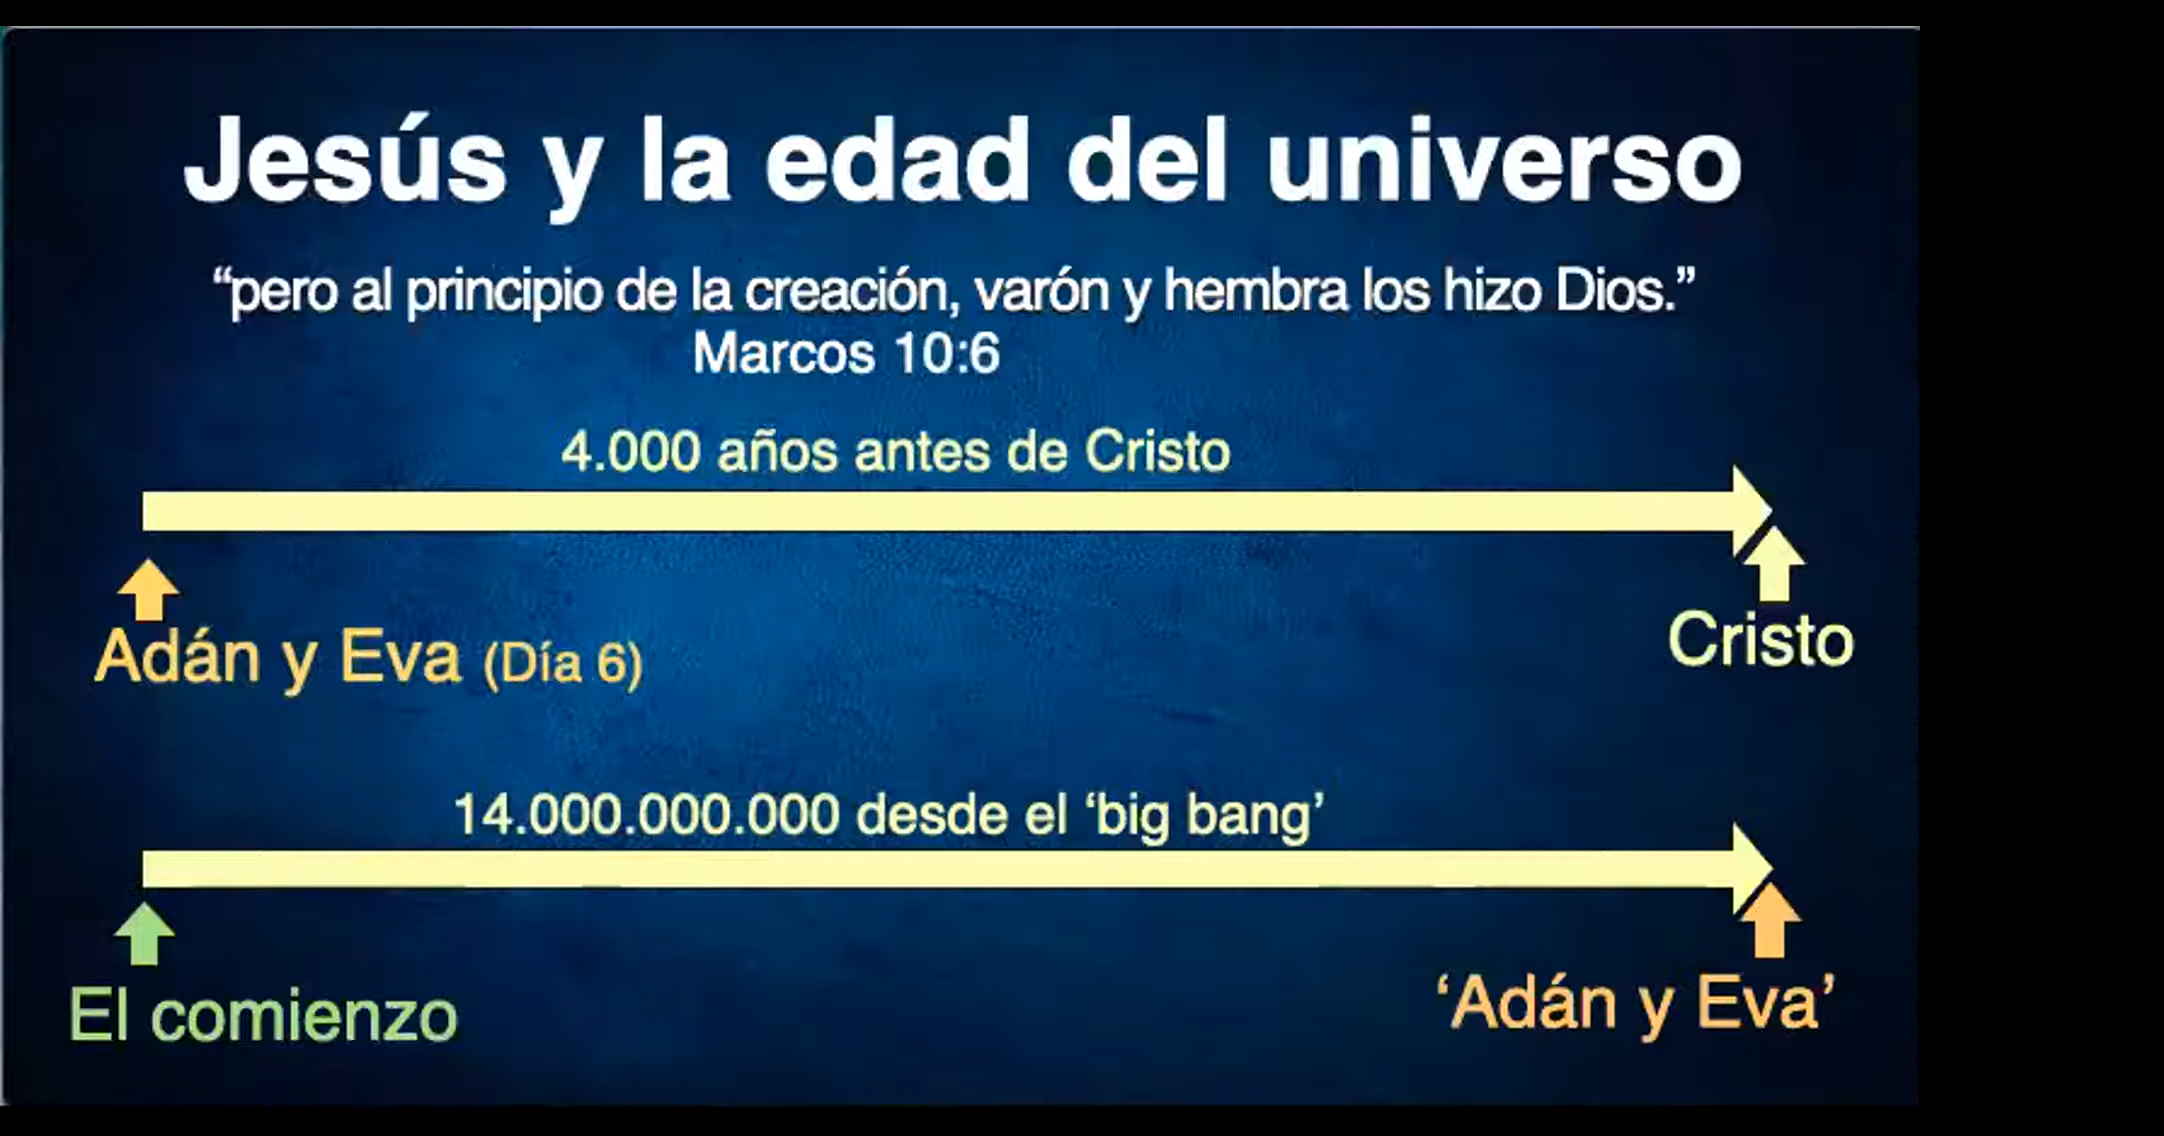 Jesús y la edad del universo
“pero al principio de la creación, varón y hembra los hizo Dios.”
Marcos 10:6
4.000 años antes de Cristo
Adán y Eva (Día 6)
Cristo
14.000.000.000 desde el ‘big bang’
El comienzo
‘Adán y Eva’